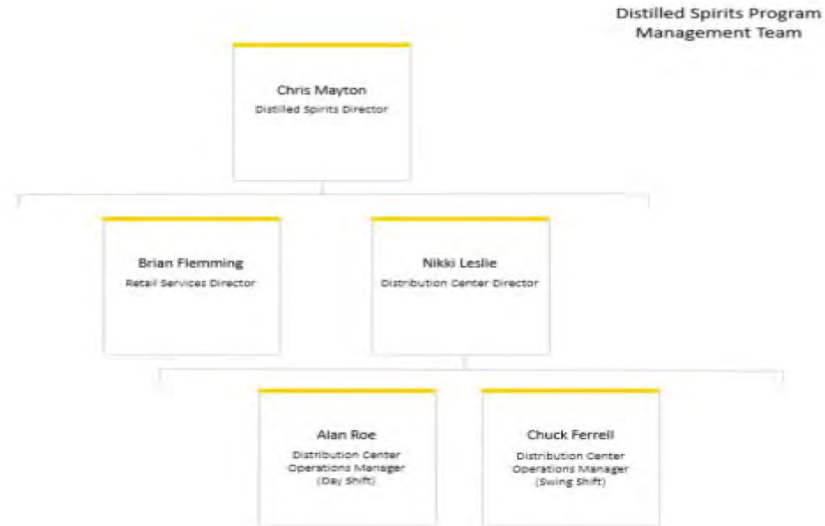 Distilled Spirits Program
Management Team
Chris Mayton
Distilled Spirits Director
Brian Flemming
Retail Services Director
Nikki Leslie
Distribution Center Director
Alan Roe
Distribution Center
Operations Manager
(Day Shift)
Chuck Ferrell
Distribution Center
Operations Manager
(Swing Shift)